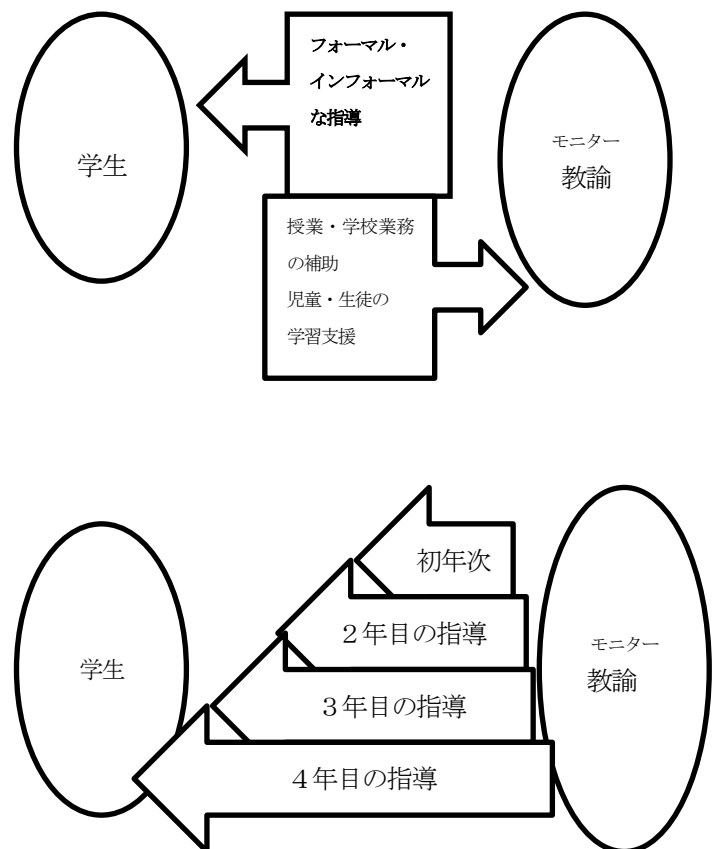 フォーマル・
インフォーマル
な指導
学生
モニター
教諭
授業・学校業務
の補助
児童・生徒の
学習支援
初年次
２年目の指導
学生
モニター
教諭
３年目の指導
４年目の指導